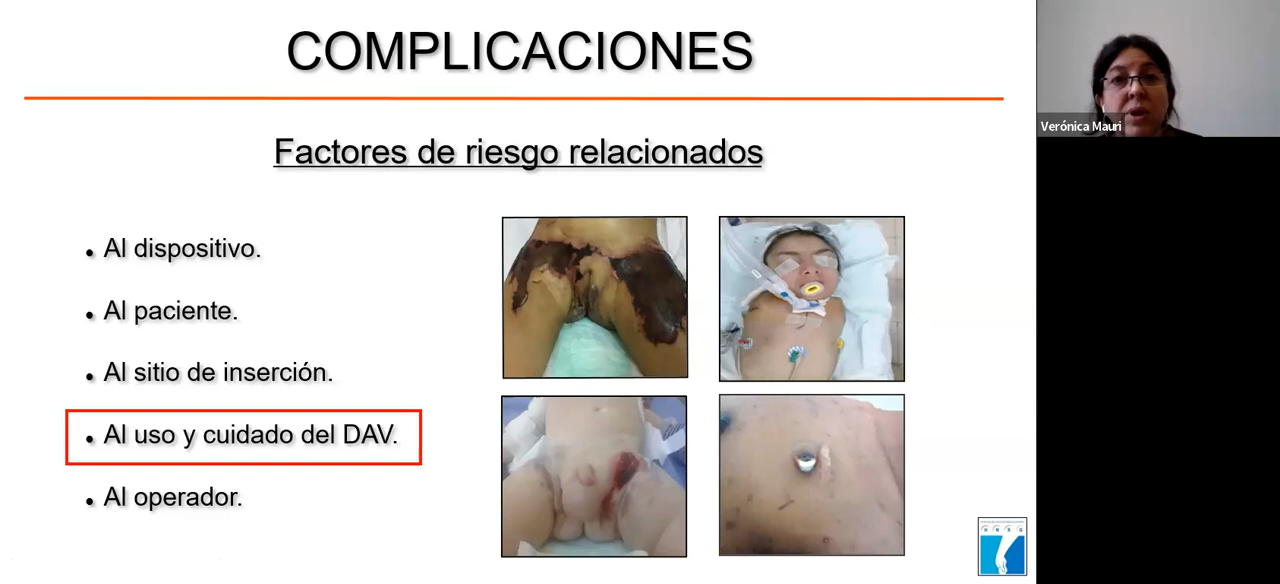 COMPLICACIONES
Factores de riesgo relacionados
• Al dispositivo.
• Al paciente.
• Al sitio de inserción.
• Al uso y cuidado del DAV.
• Al operador.
Verónica Mauri
H N R G